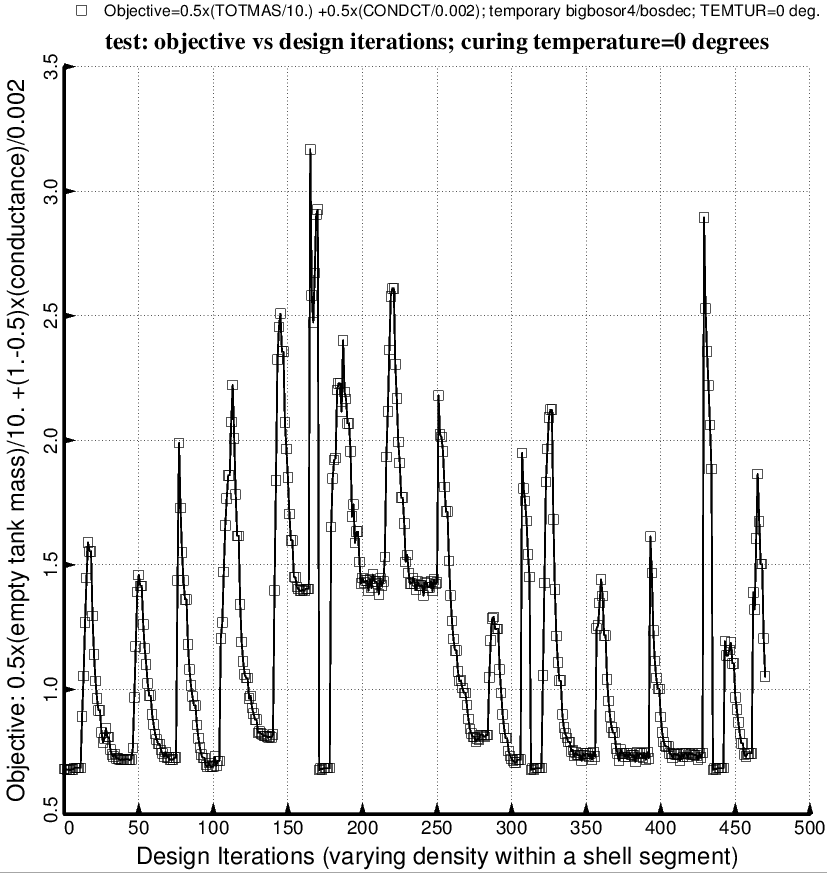 Objective=0.5x(TOTMAS/10.) +0.5x(CONDCT/0.002); temporary bigbosor4/bosdec; TEMTUR=0 deg.
test: objective vs design iterations; curing temperature=0 degrees
Objective: 0.5x(empty tank mass)/10. +(1.-0.5)x(conductance)/0.002
3.5
3.0
2.5
2.0
1.5
1.0
0.5
0 50 100 150 200 250 300 350 400 450 500
Design Iterations (varying density within a shell segment)